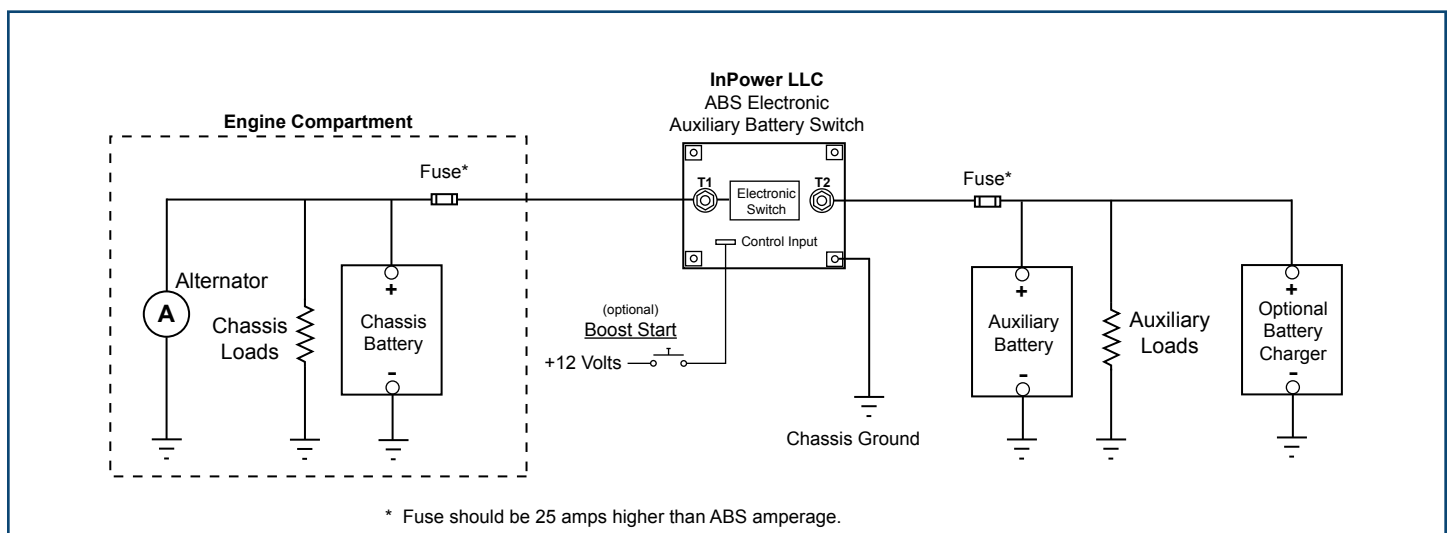 InPower LLC
ABS Electronic
Auxiliary Battery Switch
Engine Compartment
Fuse*
T1
T2
Electronic
Switch
Control Input
Fuse*
Alternator
A
Chassis
Loads
+
Chassis
Battery
-
(optional)
Boost Start
+12 Volts
Chassis Ground
+
Auxiliary
Battery
-
Auxiliary
Loads
+
Optional
Battery
Charger
-
* Fuse should be 25 amps higher than ABS amperage.